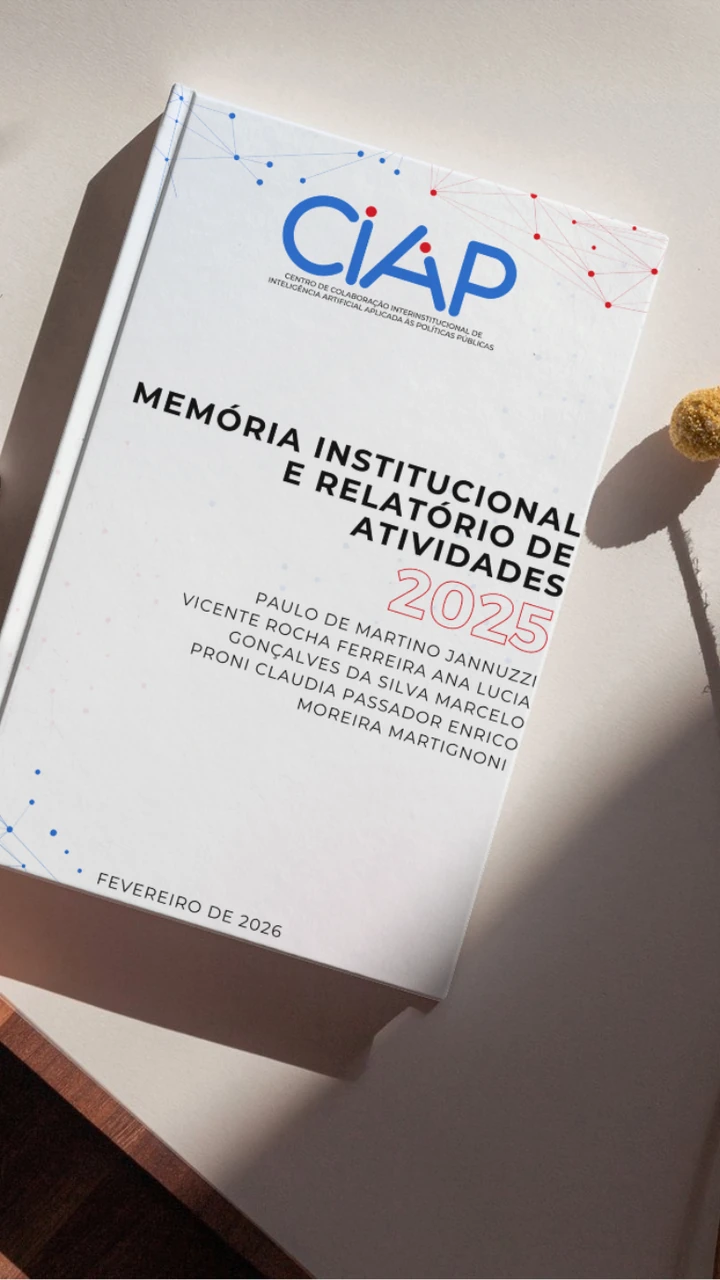 CiAP
CENTRO DE COLABORAÇÃO INTERINSTITUCIONAL DE
INTELIGÊNCIA ARTIFICIAL APLICADA ÀS POLÍTICAS PÚBLICAS
MEMÓRIA INSTITUCIONAL
E RELATÓRIO DE
ATIVIDADES
2025
PAULO DE MARTINO JANNUZZI
VICENTE ROCHA FERREIRA ANA LUCIA
GONÇALVES DA SILVA MARCELO
PRONI CLAUDIA PASSADOR ENRICO
MOREIRA MARTIGNONI
FEVEREIRO DE 2026